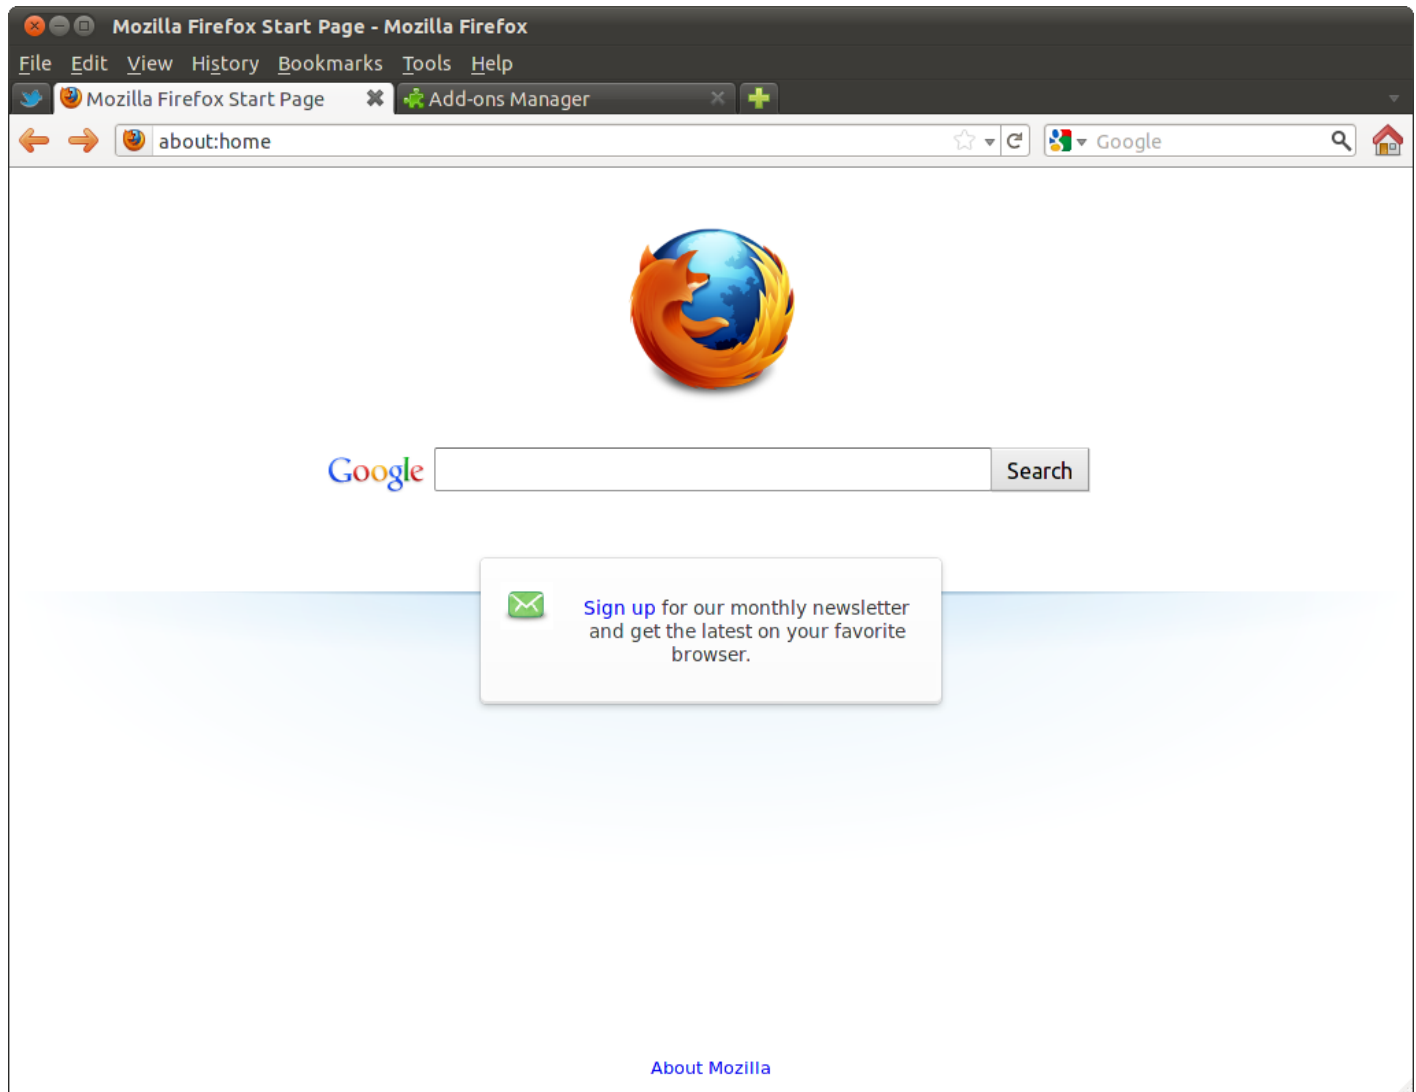 Mozilla Firefox Start Page - Mozilla Firefox
File Edit View History Bookmarks Tools Help
Mozilla Firefox Start Page Add-ons Manager
about:home Google
Google Search
Sign up for our monthly newsletter
and get the latest on your favorite
browser.
About Mozilla